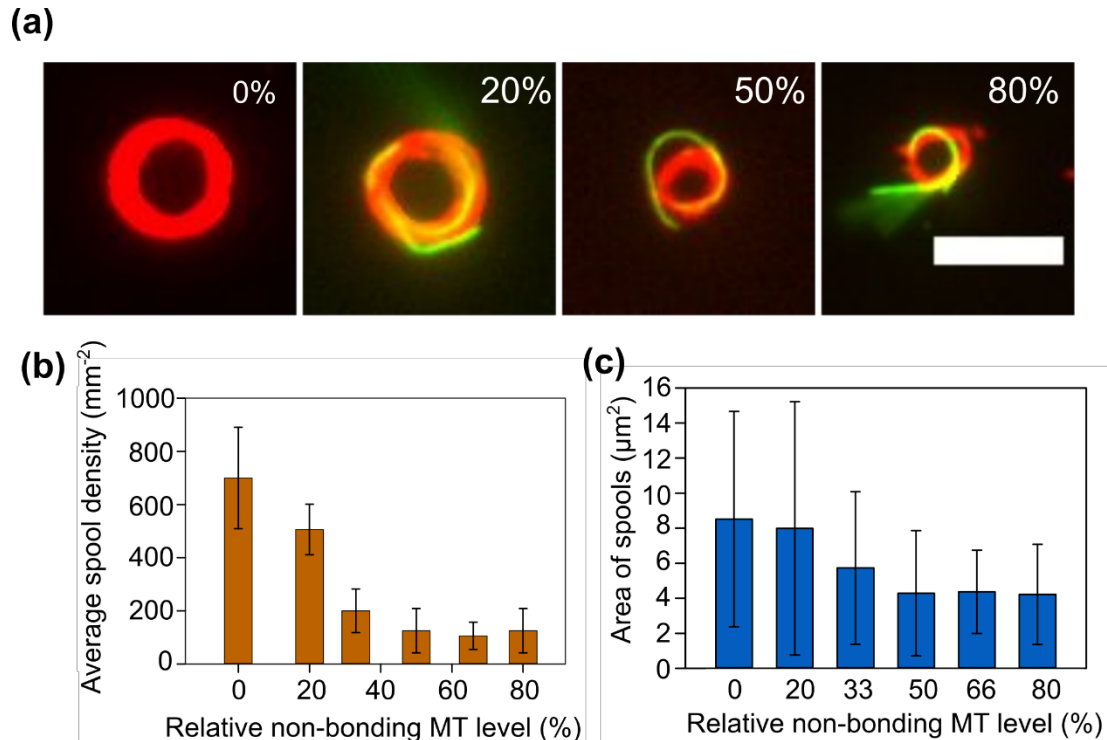 (a)
0%
20%
50%
80%
(b)
Average spool density (mm⁻²)
1000
800
600
400
200
0
0 20 40 60 80
Relative non-bonding MT level (%)
(c)
Area of spools (μm²)
16
14
12
10
8
6
4
2
0
0 20 33 50 66 80
Relative non-bonding MT level (%)